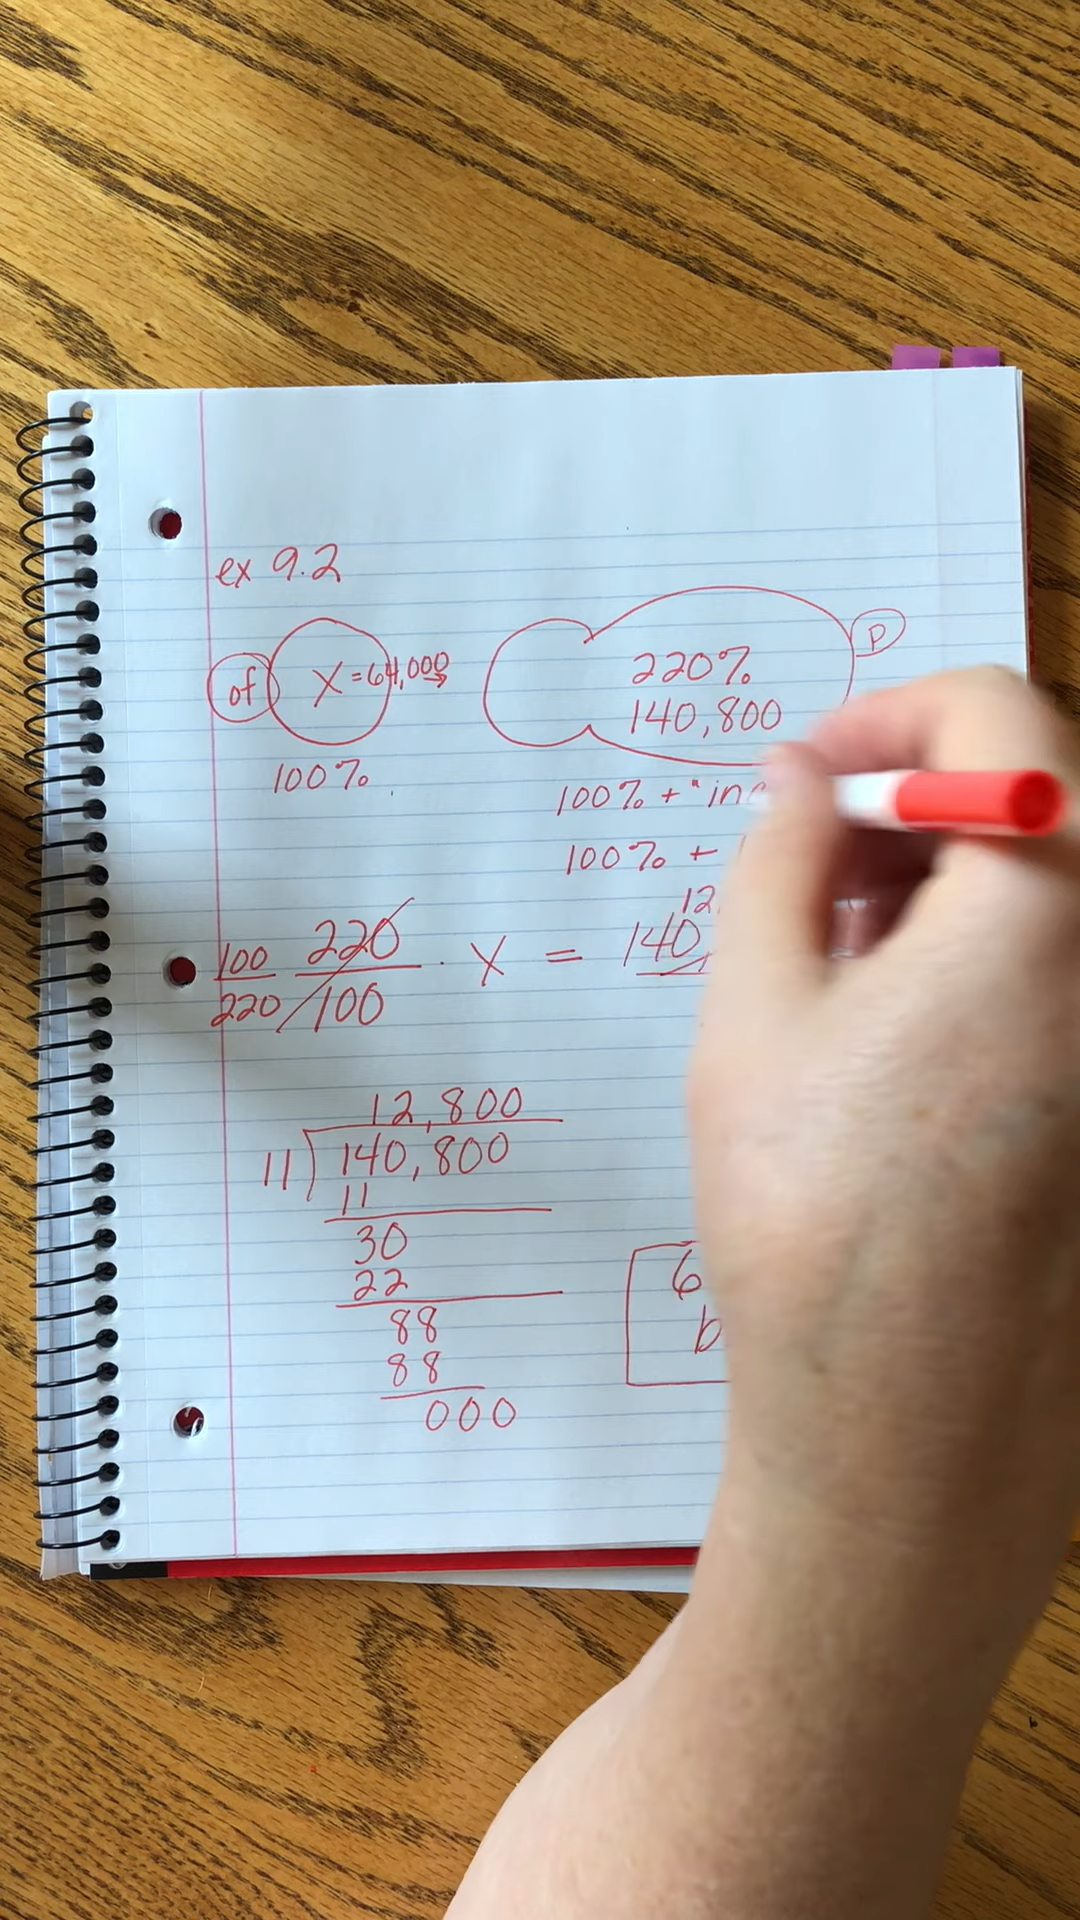 ex 9.2
of X = 64,000
220% P
140,800
100%
100% + "inc
100% +
12,
100 220 · X = 140,
220 100
12,800
11 140,800
11
30
22
88
88
000
6
b